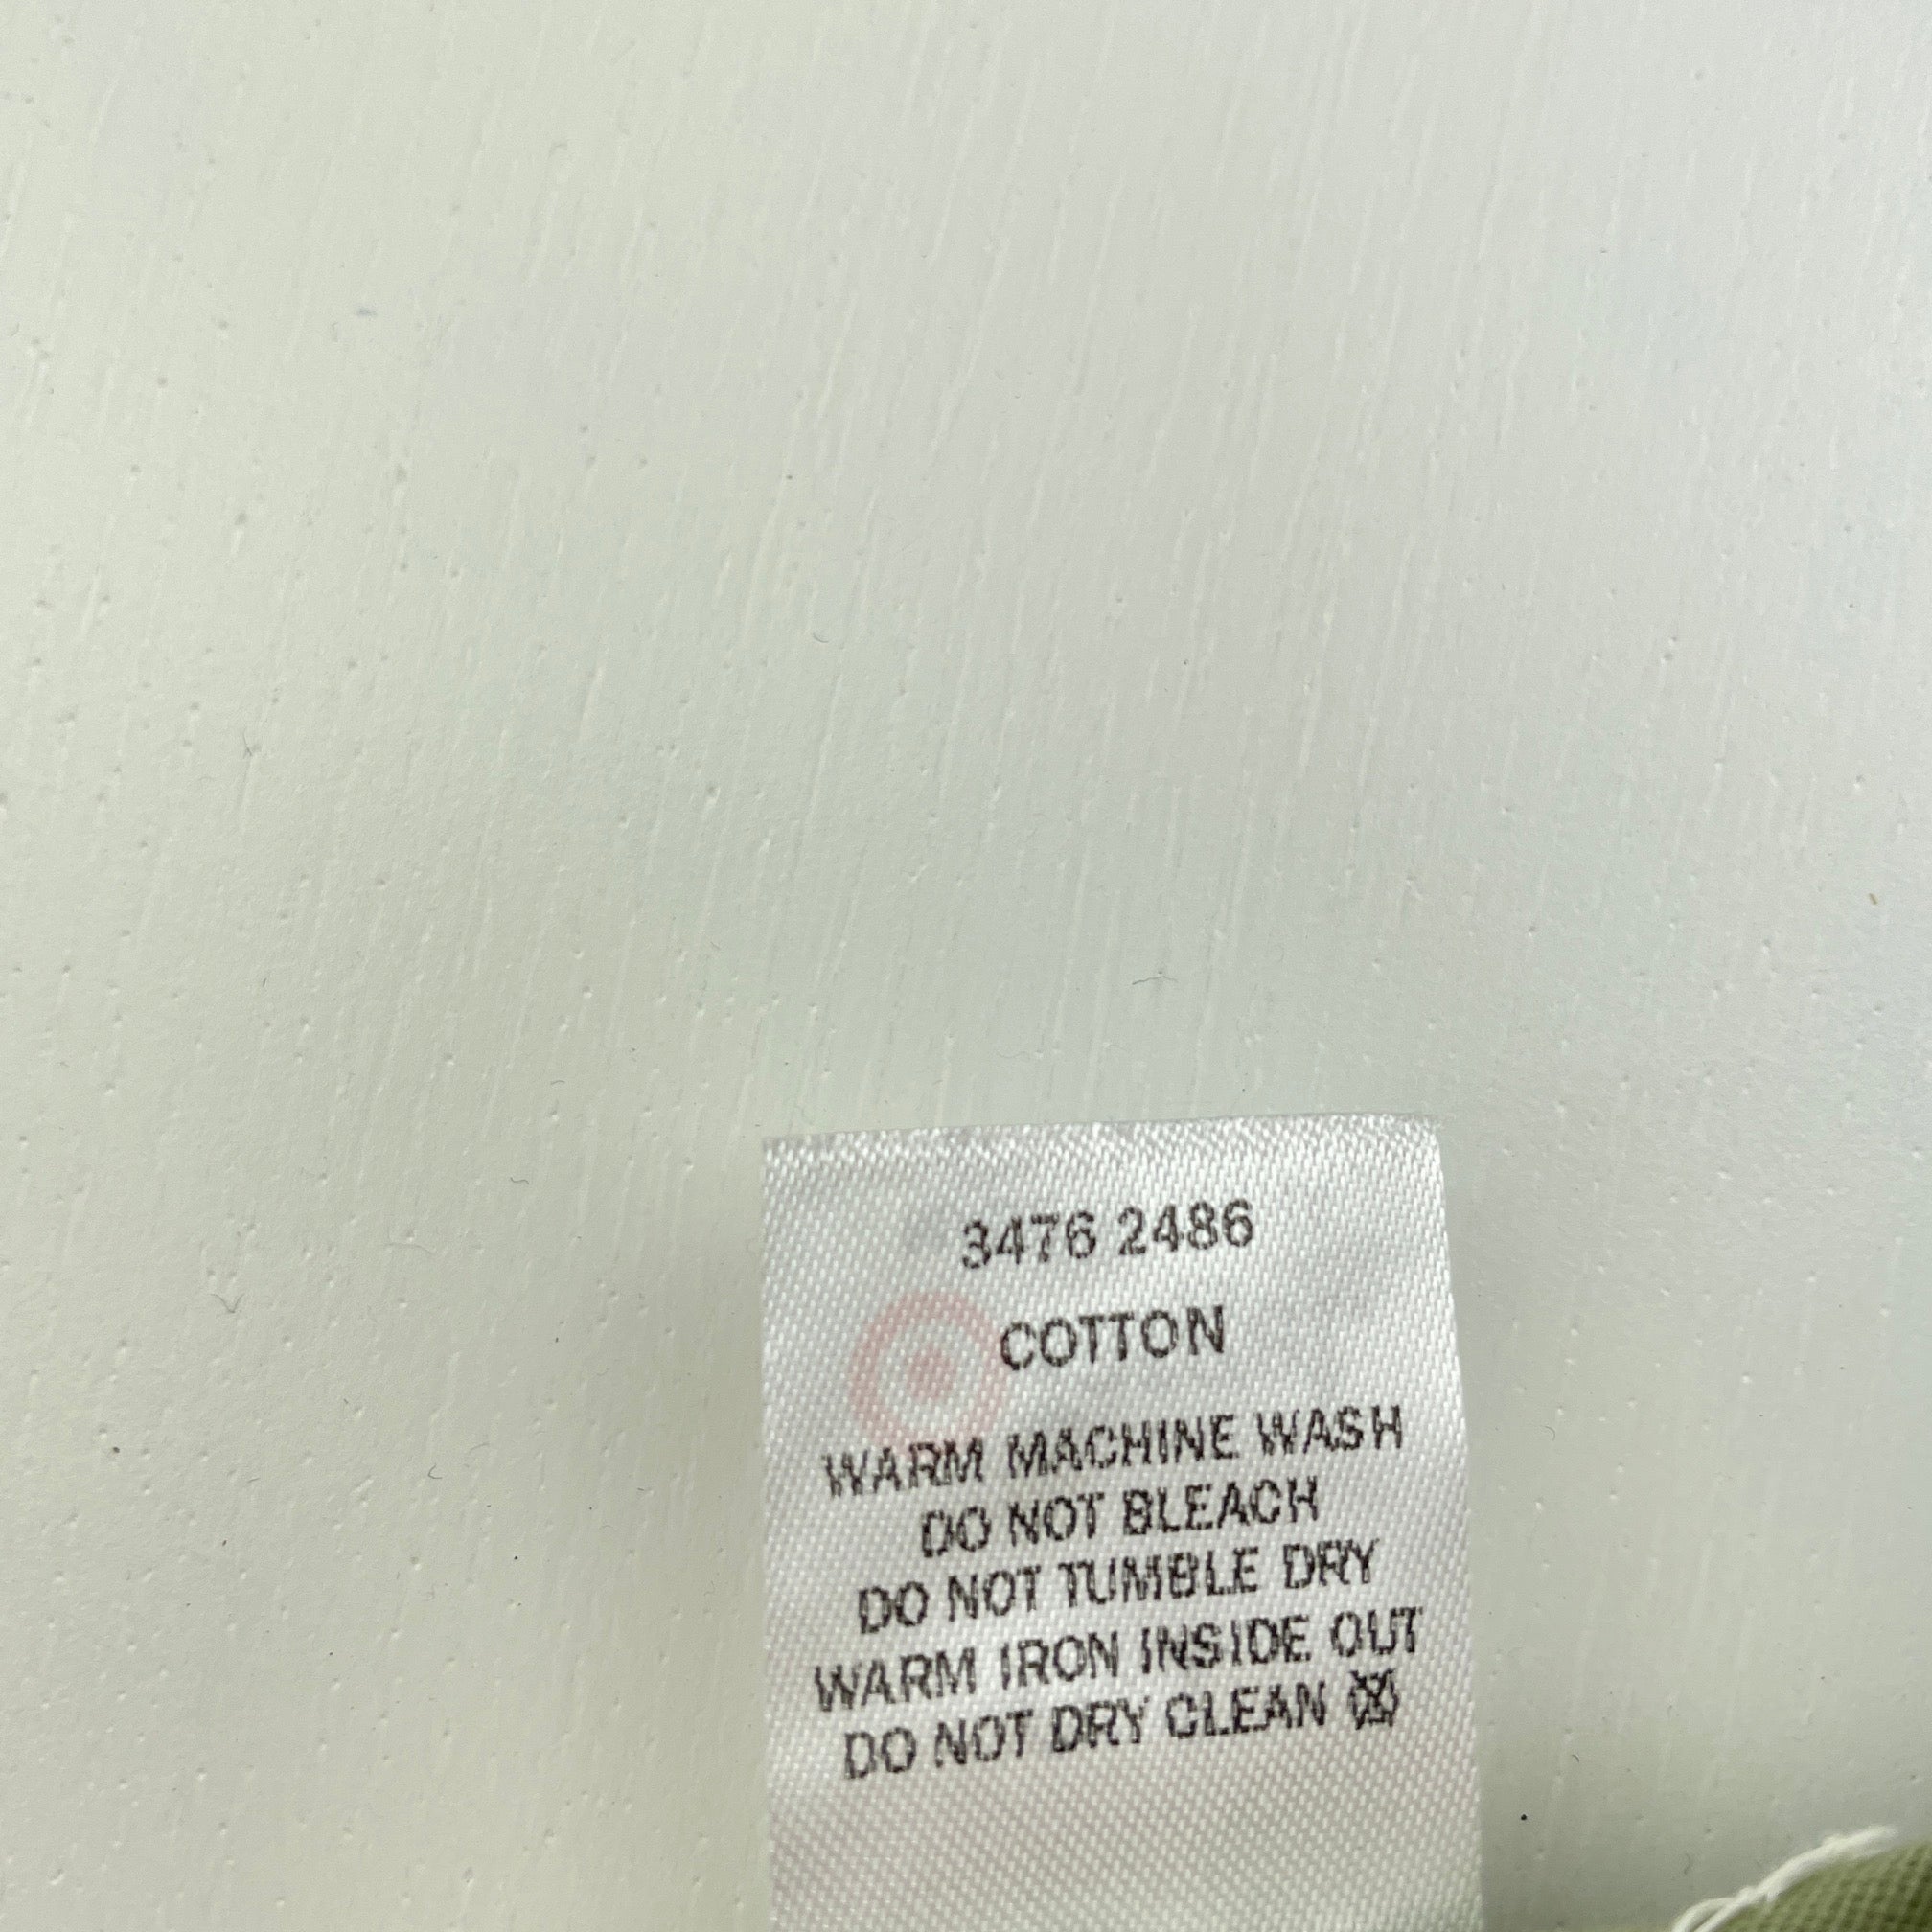 3476 2486
COTTON
WARM MACHINE WASH
DO NOT BLEACH
DO NOT TUMBLE DRY
WARM IRON INSIDE OUT
DO NOT DRY CLEAN